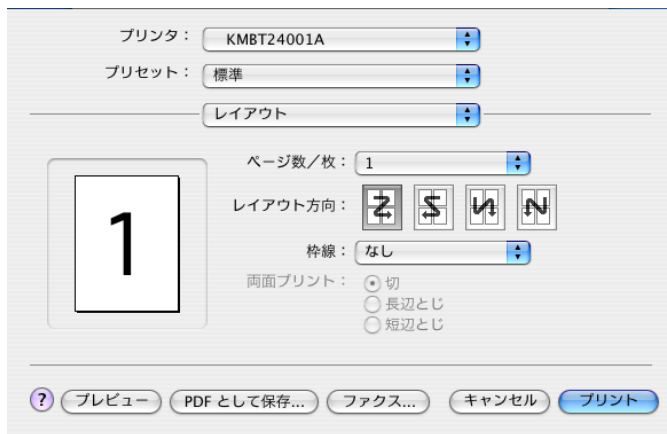 プリンタ： KMBT24001A
プリセット： 標準
レイアウト
ページ数／枚： 1
レイアウト方向：
1
枠線： なし
両面プリント： 切
長辺とじ
短辺とじ
? プレビュー PDF として保存... ファクス... キャンセル プリント